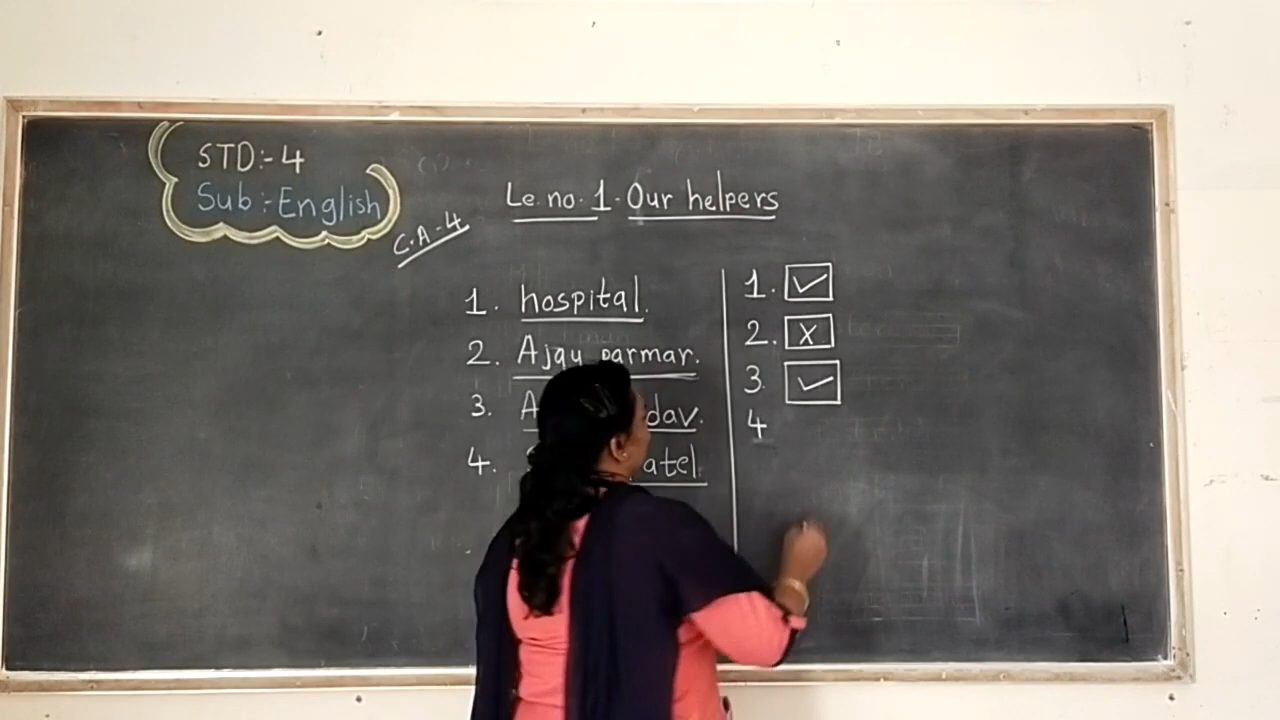 STD:- 4
Sub :- English
C.A-4
Le. no. 1. Our helpers
1. hospital.
2. Ajay parmar.
3.
4.
1. ✓
2. x
3. ✓
4